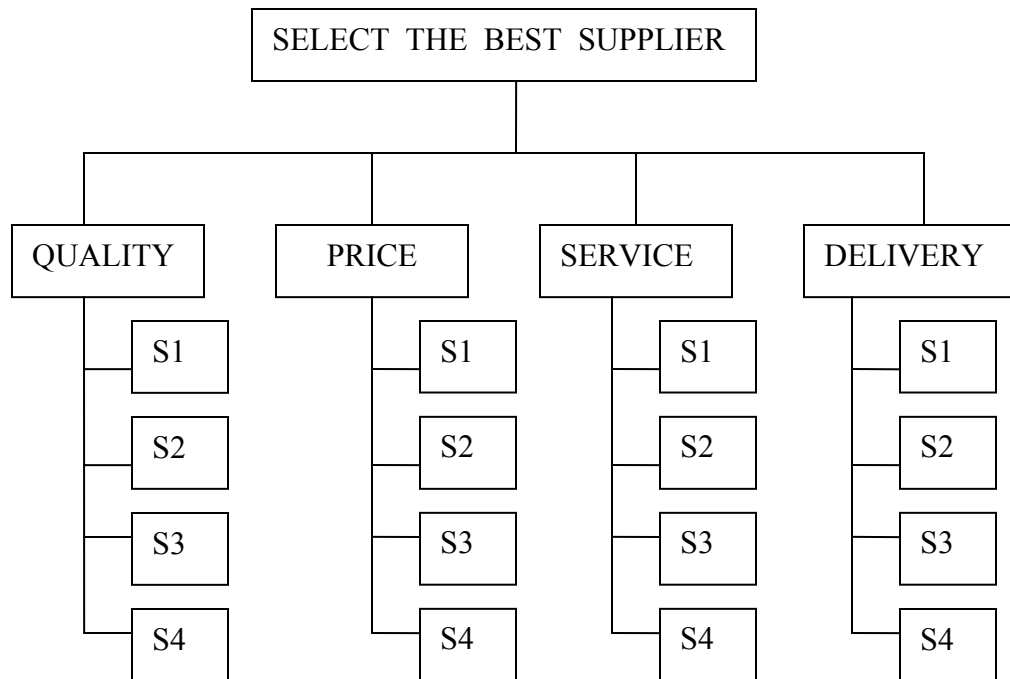 SELECT THE BEST SUPPLIER
QUALITY
PRICE
SERVICE
DELIVERY
S1
S1
S1
S1
S2
S2
S2
S2
S3
S3
S3
S3
S4
S4
S4
S4